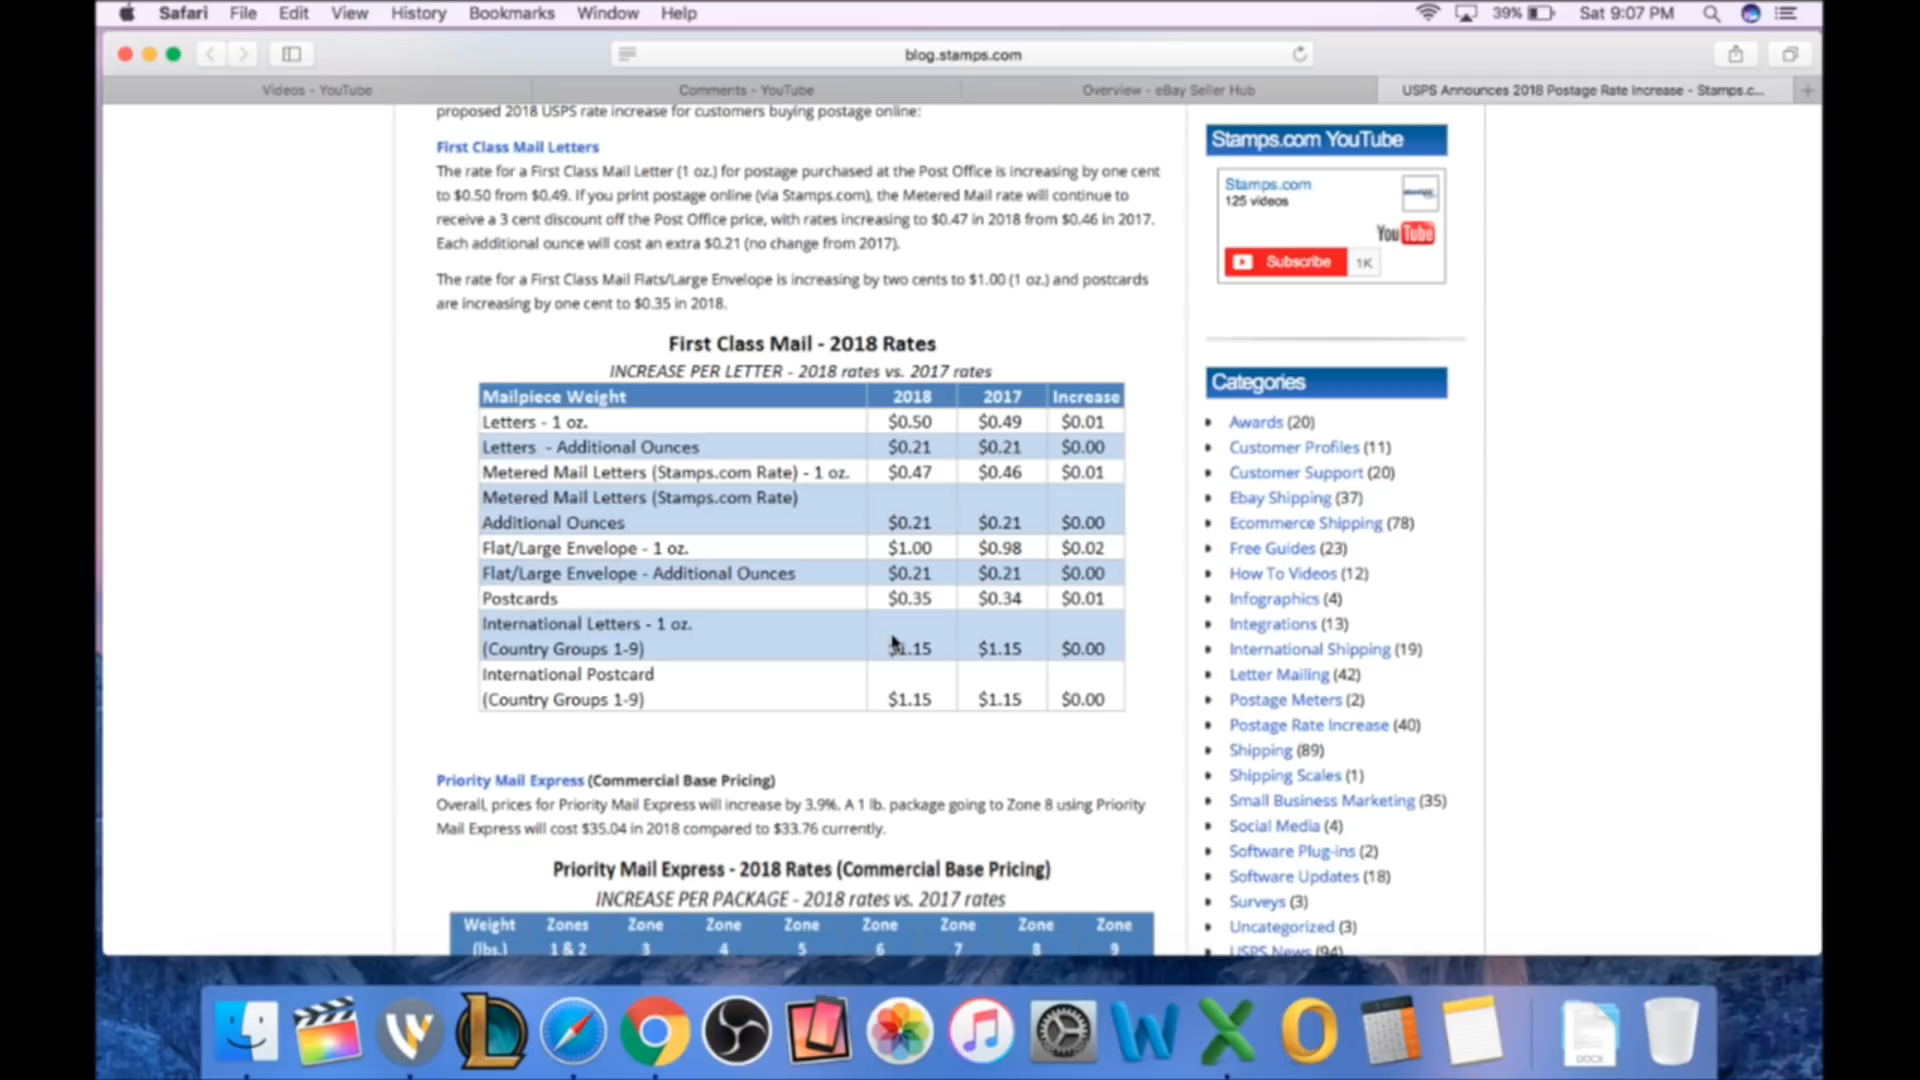 Safari File Edit View History Bookmarks Window Help 39% Sat 9:07 PM
blog.stamps.com
Videos - YouTube Comments - YouTube Overview - eBay Seller Hub USPS Announces 2018 Postage Rate Increase - Stamps.c...
proposed 2018 USPS rate increase for customers buying postage online:
First Class Mail Letters
The rate for a First Class Mail Letter (1 oz.) for postage purchased at the Post Office is increasing by one cent
to $0.50 from $0.49. If you print postage online (via Stamps.com), the Metered Mail rate will continue to
receive a 3 cent discount off the Post Office price, with rates increasing to $0.47 in 2018 from $0.46 in 2017.
Each additional ounce will cost an extra $0.21 (no change from 2017).
The rate for a First Class Mail Flats/Large Envelope is increasing by two cents to $1.00 (1 oz.) and postcards
are increasing by one cent to $0.35 in 2018.
First Class Mail - 2018 Rates
INCREASE PER LETTER - 2018 rates vs. 2017 rates
Mailpiece Weight 2018 2017 Increase
Letters - 1 oz. $0.50 $0.49 $0.01
Letters - Additional Ounces $0.21 $0.21 $0.00
Metered Mail Letters (Stamps.com Rate) - 1 oz. $0.47 $0.46 $0.01
Metered Mail Letters (Stamps.com Rate)
Additional Ounces $0.21 $0.21 $0.00
Flat/Large Envelope - 1 oz. $1.00 $0.98 $0.02
Flat/Large Envelope - Additional Ounces $0.21 $0.21 $0.00
Postcards $0.35 $0.34 $0.01
International Letters - 1 oz.
(Country Groups 1-9) $1.15 $1.15 $0.00
International Postcard
(Country Groups 1-9) $1.15 $1.15 $0.00
Priority Mail Express (Commercial Base Pricing)
Overall, prices for Priority Mail Express will increase by 3.9%. A 1 lb. package going to Zone 8 using Priority
Mail Express will cost $35.04 in 2018 compared to $33.76 currently.
Priority Mail Express - 2018 Rates (Commercial Base Pricing)
INCREASE PER PACKAGE - 2018 rates vs. 2017 rates
Weight Zones Zone Zone Zone Zone Zone Zone Zone
(lbs.) 1 & 2 3 4 5 6 7 8 9
Stamps.com YouTube
Stamps.com
125 videos
YouTube
Subscribe 1K
Categories
Awards (20)
Customer Profiles (11)
Customer Support (20)
Ebay Shipping (37)
Ecommerce Shipping (78)
Free Guides (23)
How To Videos (12)
Infographics (4)
Integrations (13)
International Shipping (19)
Letter Mailing (42)
Postage Meters (2)
Postage Rate Increase (40)
Shipping (89)
Shipping Scales (1)
Small Business Marketing (35)
Social Media (4)
Software Plug-ins (2)
Software Updates (18)
Surveys (3)
Uncategorized (3)
USPS News (94)
DOCX